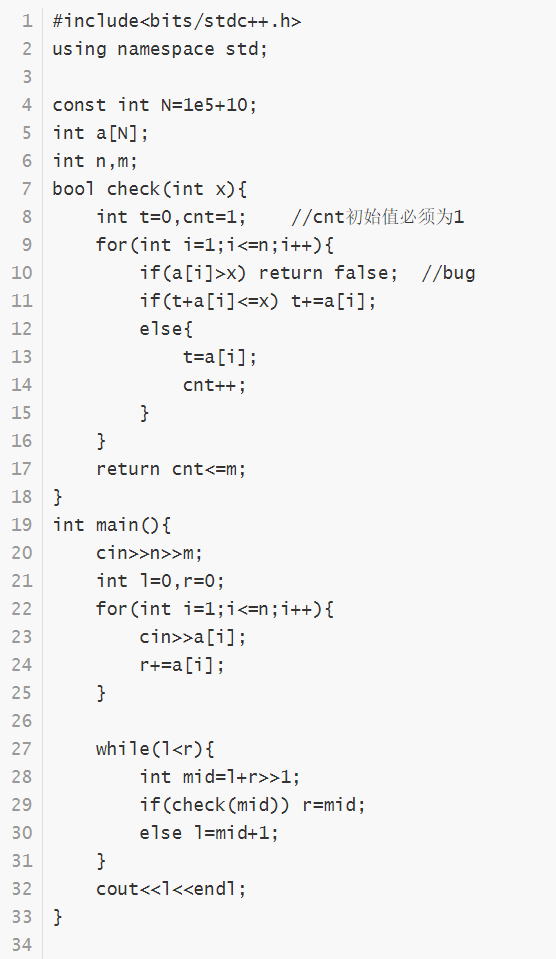 1 #include<bits/stdc++.h>
2 using namespace std;
3
4 const int N=1e5+10;
5 int a[N];
6 int n,m;
7 bool check(int x){
8     int t=0,cnt=1;    //cnt初始值必须为1
9     for(int i=1;i<=n;i++){
10         if(a[i]>x) return false;  //bug
11         if(t+a[i]<=x) t+=a[i];
12         else{
13             t=a[i];
14             cnt++;
15         }
16     }
17     return cnt<=m;
18 }
19 int main(){
20     cin>>n>>m;
21     int l=0,r=0;
22     for(int i=1;i<=n;i++){
23         cin>>a[i];
24         r+=a[i];
25     }
26
27     while(l<r){
28         int mid=l+r>>1;
29         if(check(mid)) r=mid;
30         else l=mid+1;
31     }
32     cout<<l<<endl;
33 }
34